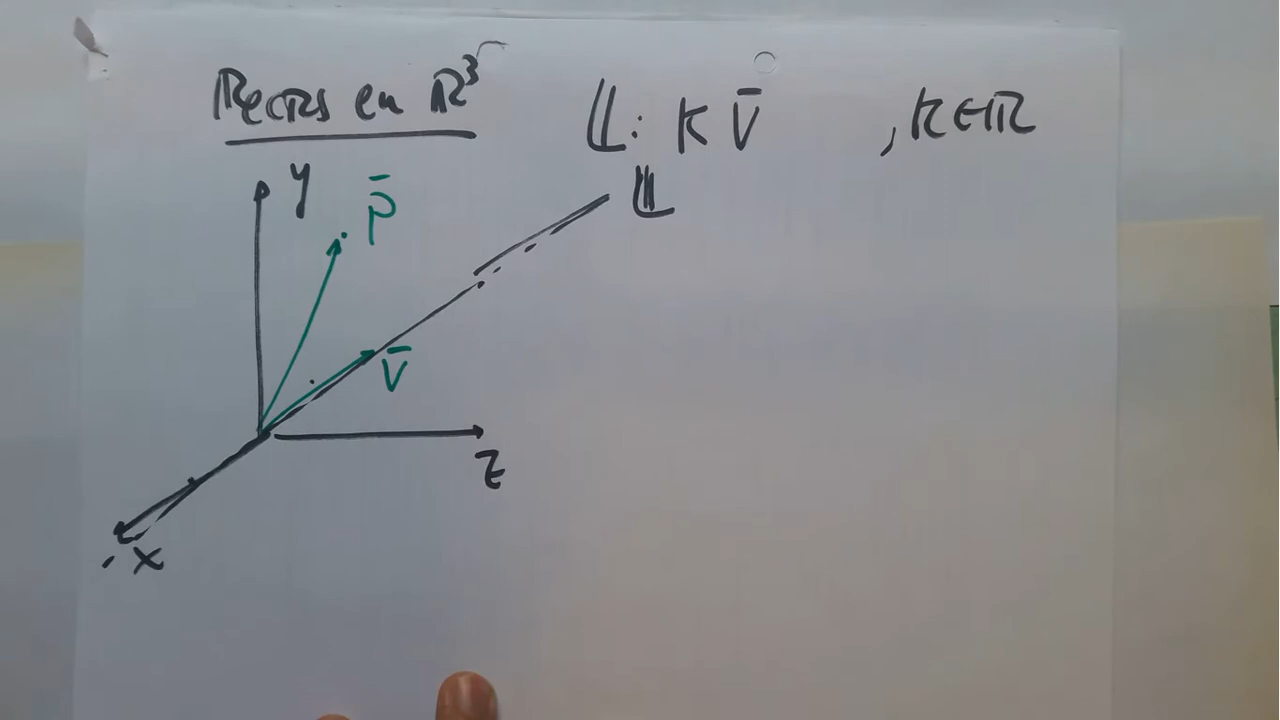 Rectas en ℝ³
𝕃: K V̄ , K∈ℝ
y
P̄
𝕃
V̄
z
x